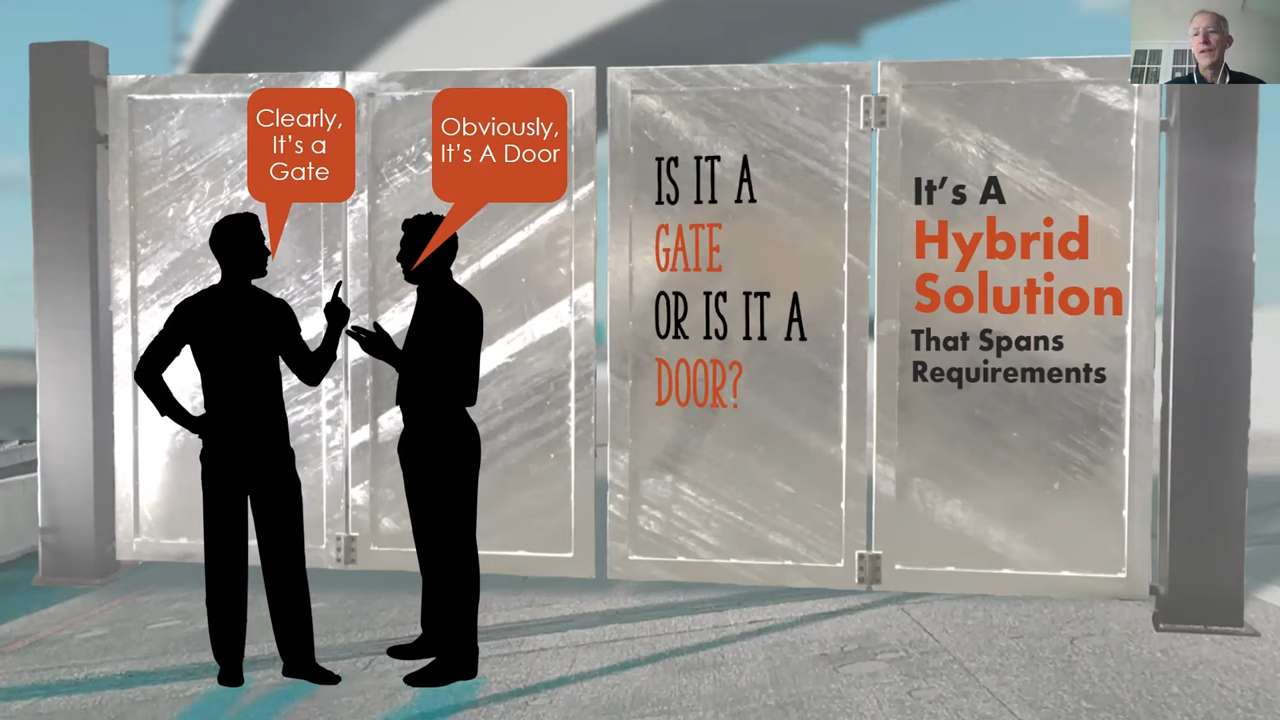 Clearly,
It's a
Gate
Obviously,
It's A Door
IS IT A
GATE
OR IS IT A
DOOR?
It's A
Hybrid
Solution
That Spans
Requirements